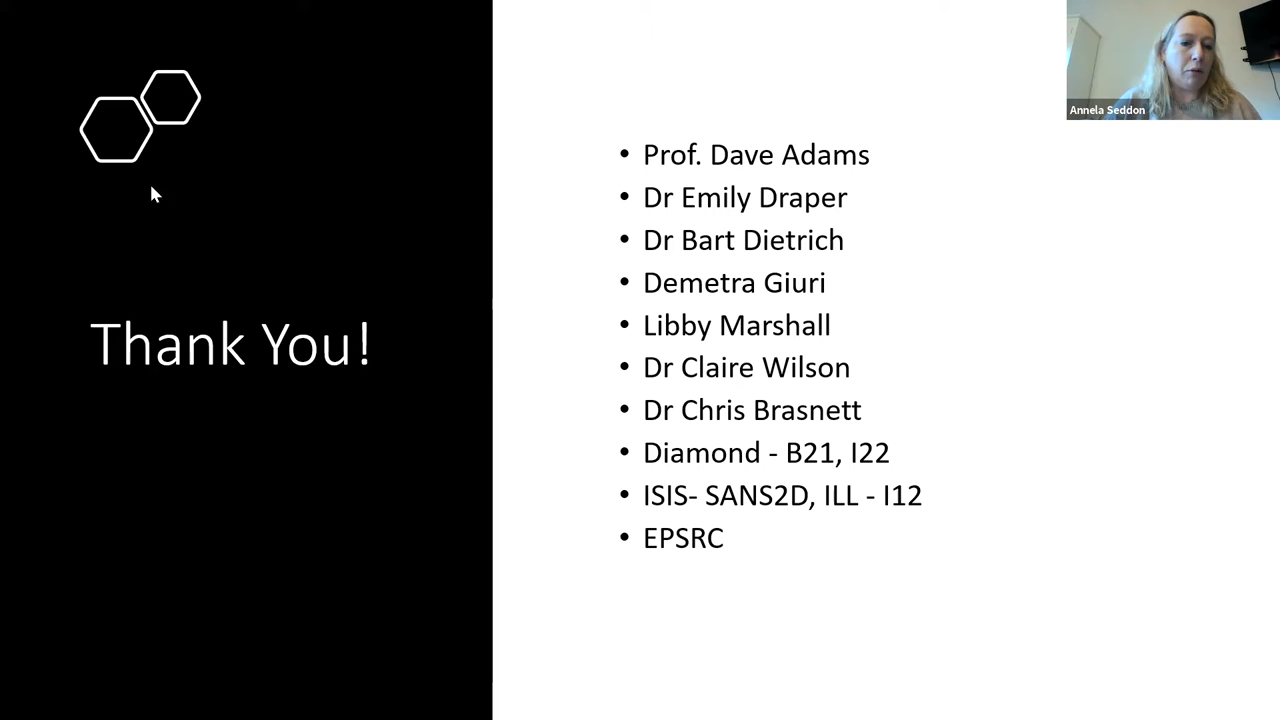 Annela Seddon
Thank You!
• Prof. Dave Adams
• Dr Emily Draper
• Dr Bart Dietrich
• Demetra Giuri
• Libby Marshall
• Dr Claire Wilson
• Dr Chris Brasnett
• Diamond - B21, I22
• ISIS- SANS2D, ILL - I12
• EPSRC